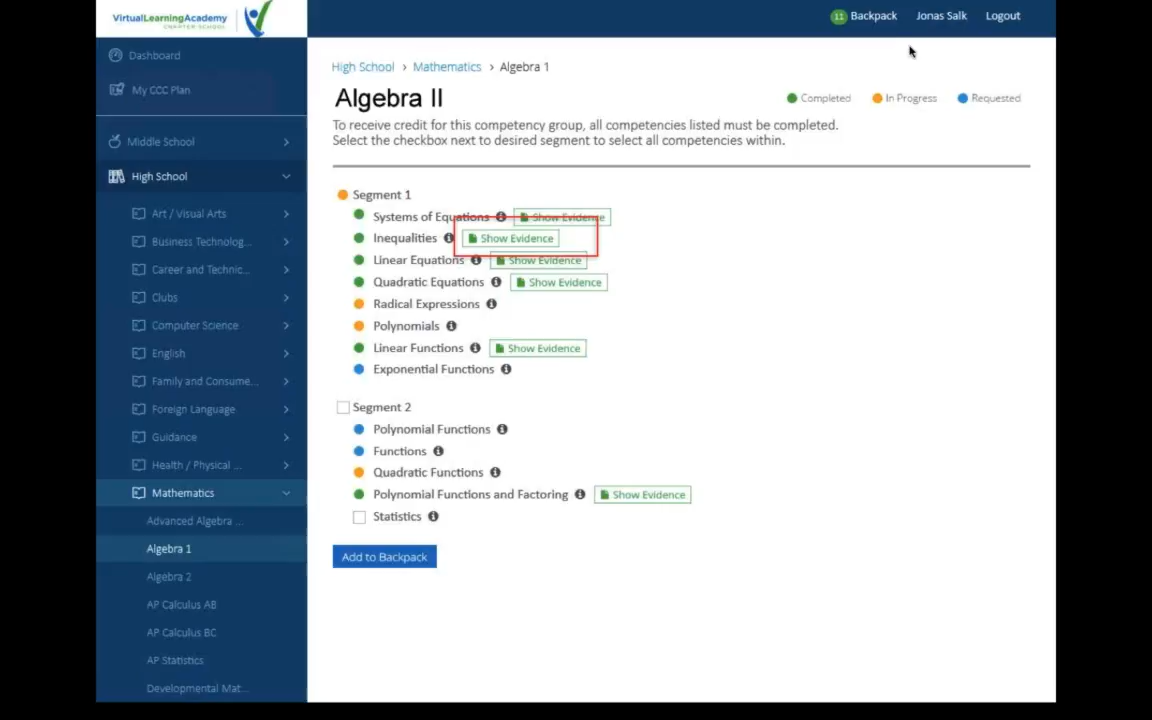 VirtualLearningAcademy
CHARTER SCHOOL
11 Backpack Jonas Salk Logout
Dashboard
My CCC Plan
Middle School
High School
Art / Visual Arts
Business Technolog...
Career and Technic...
Clubs
Computer Science
English
Family and Consume...
Foreign Language
Guidance
Health / Physical ...
Mathematics
Advanced Algebra ...
Algebra 1
Algebra 2
AP Calculus AB
AP Calculus BC
AP Statistics
Developmental Mat...
High School › Mathematics › Algebra 1
Algebra II
Completed In Progress Requested
To receive credit for this competency group, all competencies listed must be completed.
Select the checkbox next to desired segment to select all competencies within.
Segment 1
Systems of Equations Show Evidence
Inequalities Show Evidence
Linear Equations Show Evidence
Quadratic Equations Show Evidence
Radical Expressions
Polynomials
Linear Functions Show Evidence
Exponential Functions
Segment 2
Polynomial Functions
Functions
Quadratic Functions
Polynomial Functions and Factoring Show Evidence
Statistics
Add to Backpack